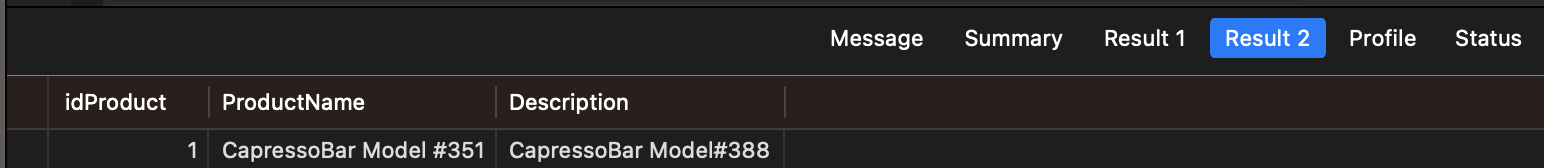 Message Summary Result 1 Result 2 Profile Status
idProduct ProductName Description
1 CapressoBar Model #351 CapressoBar Model#388